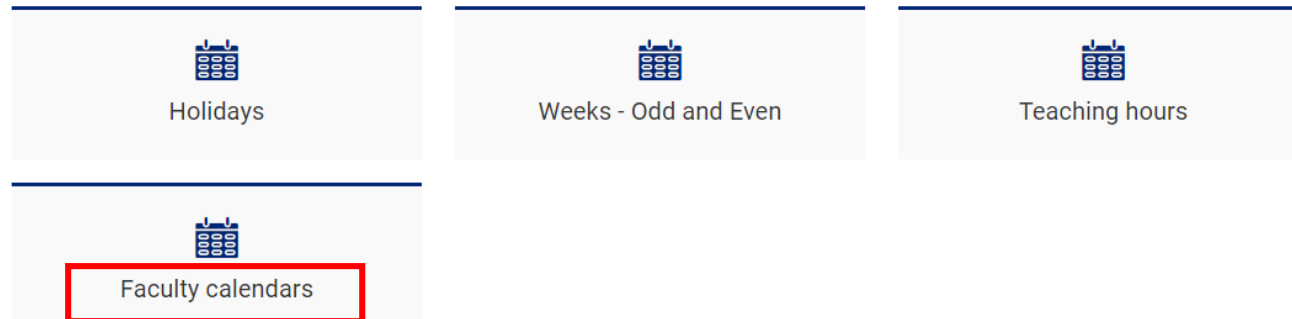 Holidays
Weeks - Odd and Even
Teaching hours
Faculty calendars